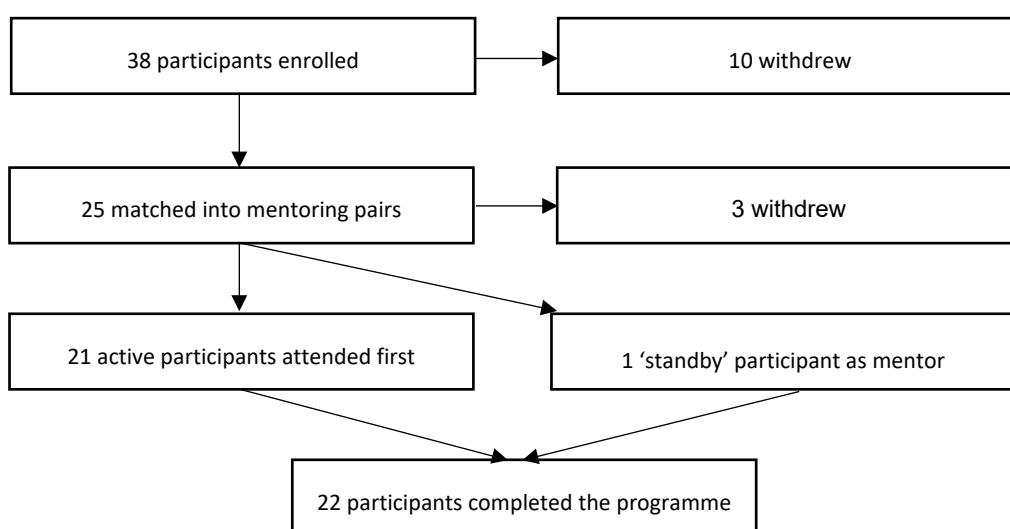 38 participants enrolled
10 withdrew
25 matched into mentoring pairs
3 withdrew
21 active participants attended first
1 ‘standby’ participant as mentor
22 participants completed the programme